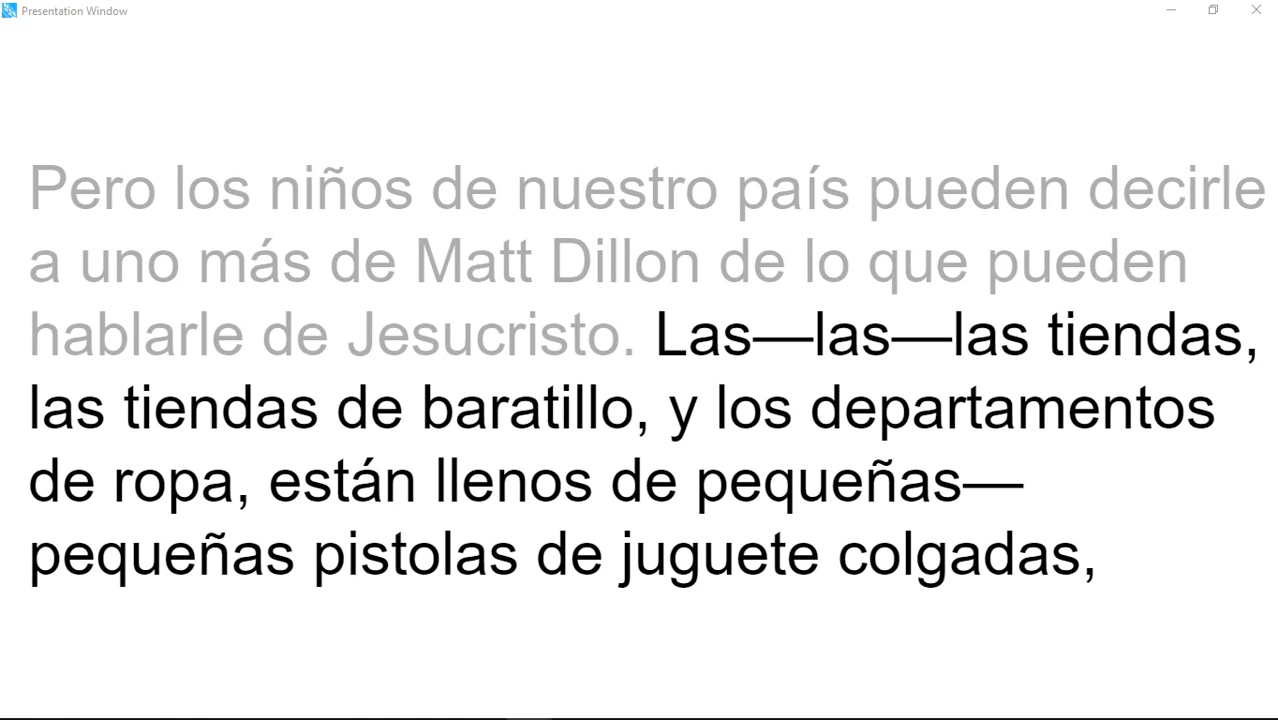 Presentation Window
Pero los niños de nuestro país pueden decirle
a uno más de Matt Dillon de lo que pueden
hablarle de Jesucristo. Las—las—las tiendas,
las tiendas de baratillo, y los departamentos
de ropa, están llenos de pequeñas—
pequeñas pistolas de juguete colgadas,